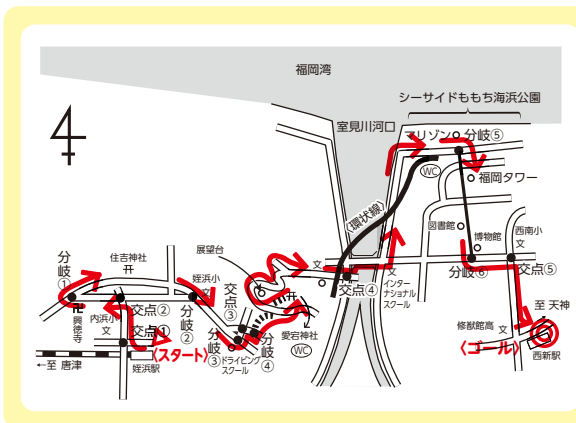 福岡湾
シーサイドももち海浜公園
室見川河口
マリゾン
分岐⑤
WC
福岡タワー
〈環状線〉
図書館
博物館
西南小
文
分岐⑥
交点⑤
展望台
住吉神社
姪浜小
文
分岐①
交点②
分岐②
交点③
文
交点④
文
インターナショナルスクール
興徳寺
内浜小
文
交点①
〈スタート〉
分岐③
ドライビングスクール
分岐④
愛宕神社
WC
至 天神
修猷館高
文
〈ゴール〉
西新駅
←至 唐津
姪浜駅